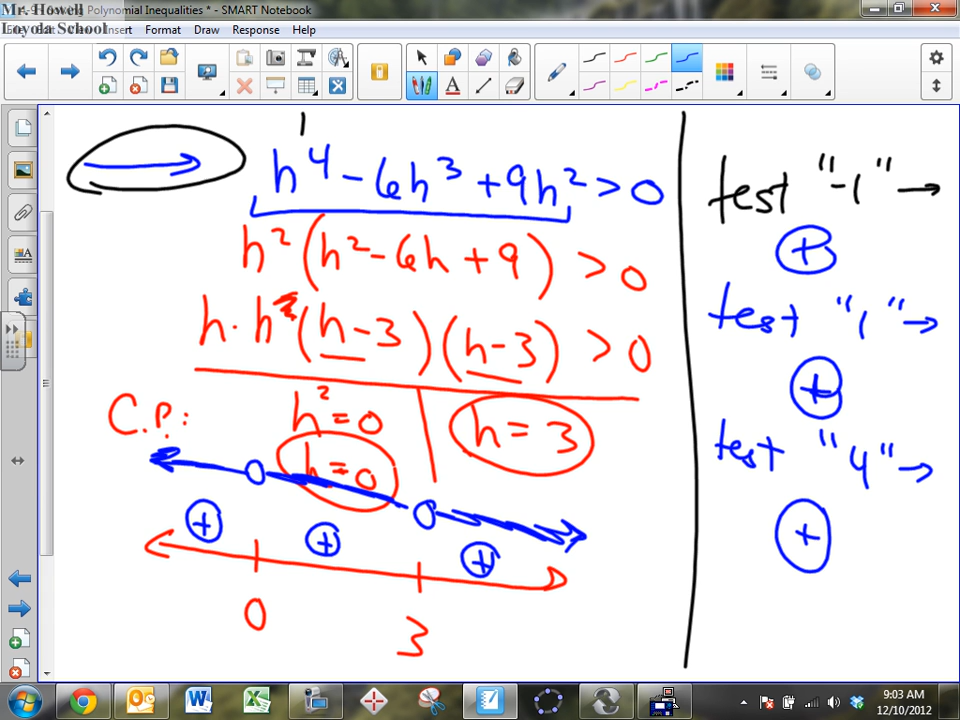 Mr. Howell
Loyola School
Polynomial Inequalities * - SMART Notebook
Insert Format Draw Response Help
h⁴ - 6h³ + 9h² > 0
h² (h² - 6h + 9) > 0
h · h (h - 3)(h - 3) > 0
C.P.: h² = 0 h = 3
h = 0
+ + +
0 3
test "-1" →
+
test "1" →
+
test "4" →
+
9:03 AM
12/10/2012